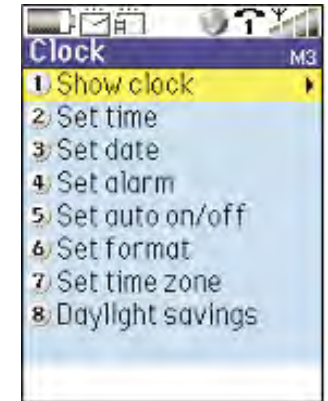 Clock M3
1 Show clock
2 Set time
3 Set date
4 Set alarm
5 Set auto on/off
6 Set format
7 Set time zone
8 Daylight savings